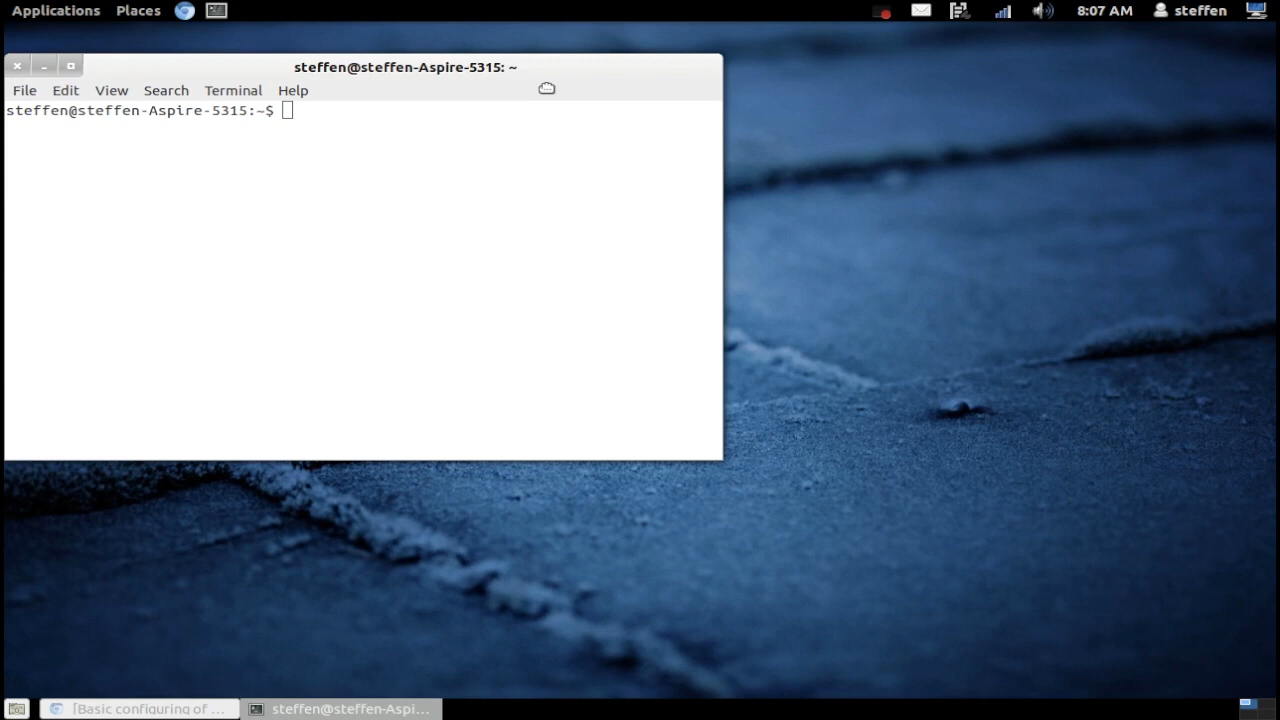 Applications Places 8:07 AM steffen
steffen@steffen-Aspire-5315: ~
File Edit View Search Terminal Help
steffen@steffen-Aspire-5315:~$
[Basic configuring of ... steffen@steffen-Aspi...